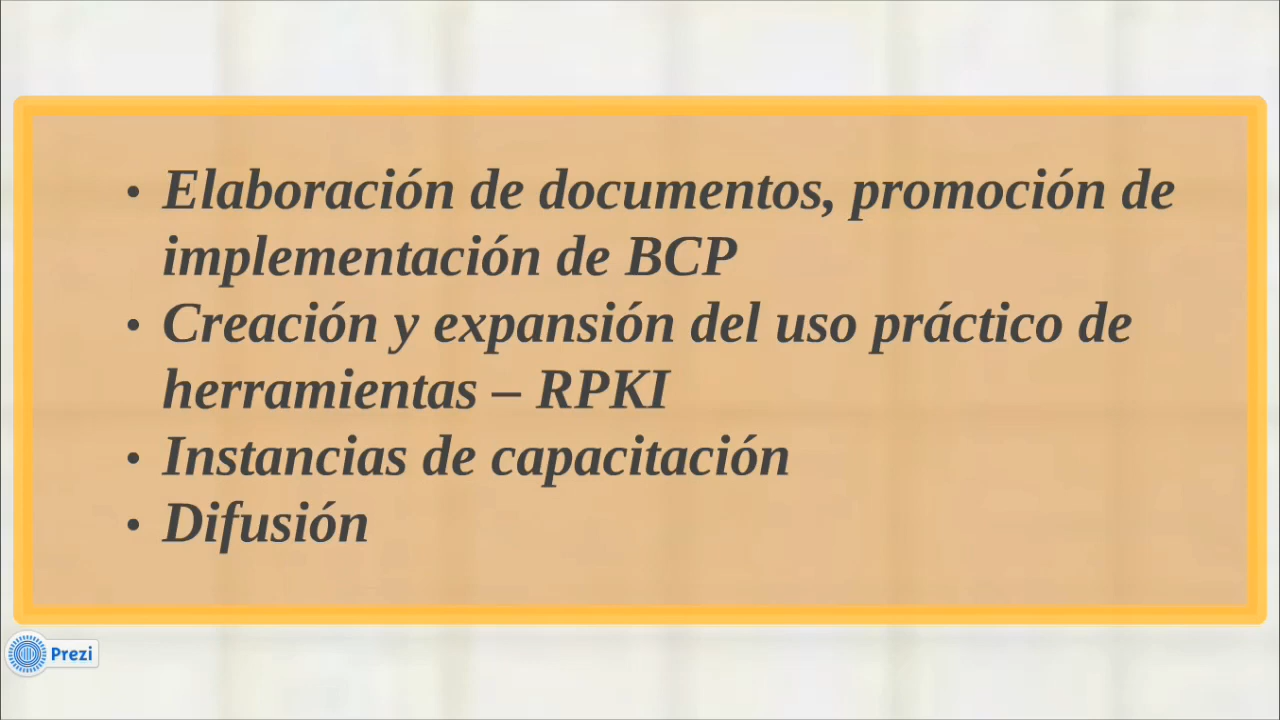 • Elaboración de documentos, promoción de
implementación de BCP
• Creación y expansión del uso práctico de
herramientas – RPKI
• Instancias de capacitación
• Difusión
Prezi